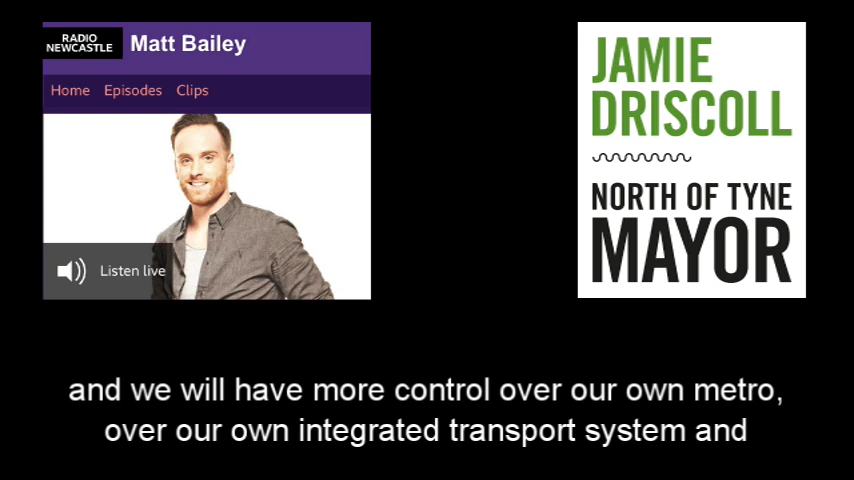 RADIO
NEWCASTLE
Matt Bailey
Home Episodes Clips
Listen live
JAMIE
DRISCOLL
NORTH OF TYNE
MAYOR
and we will have more control over our own metro,
over our own integrated transport system and